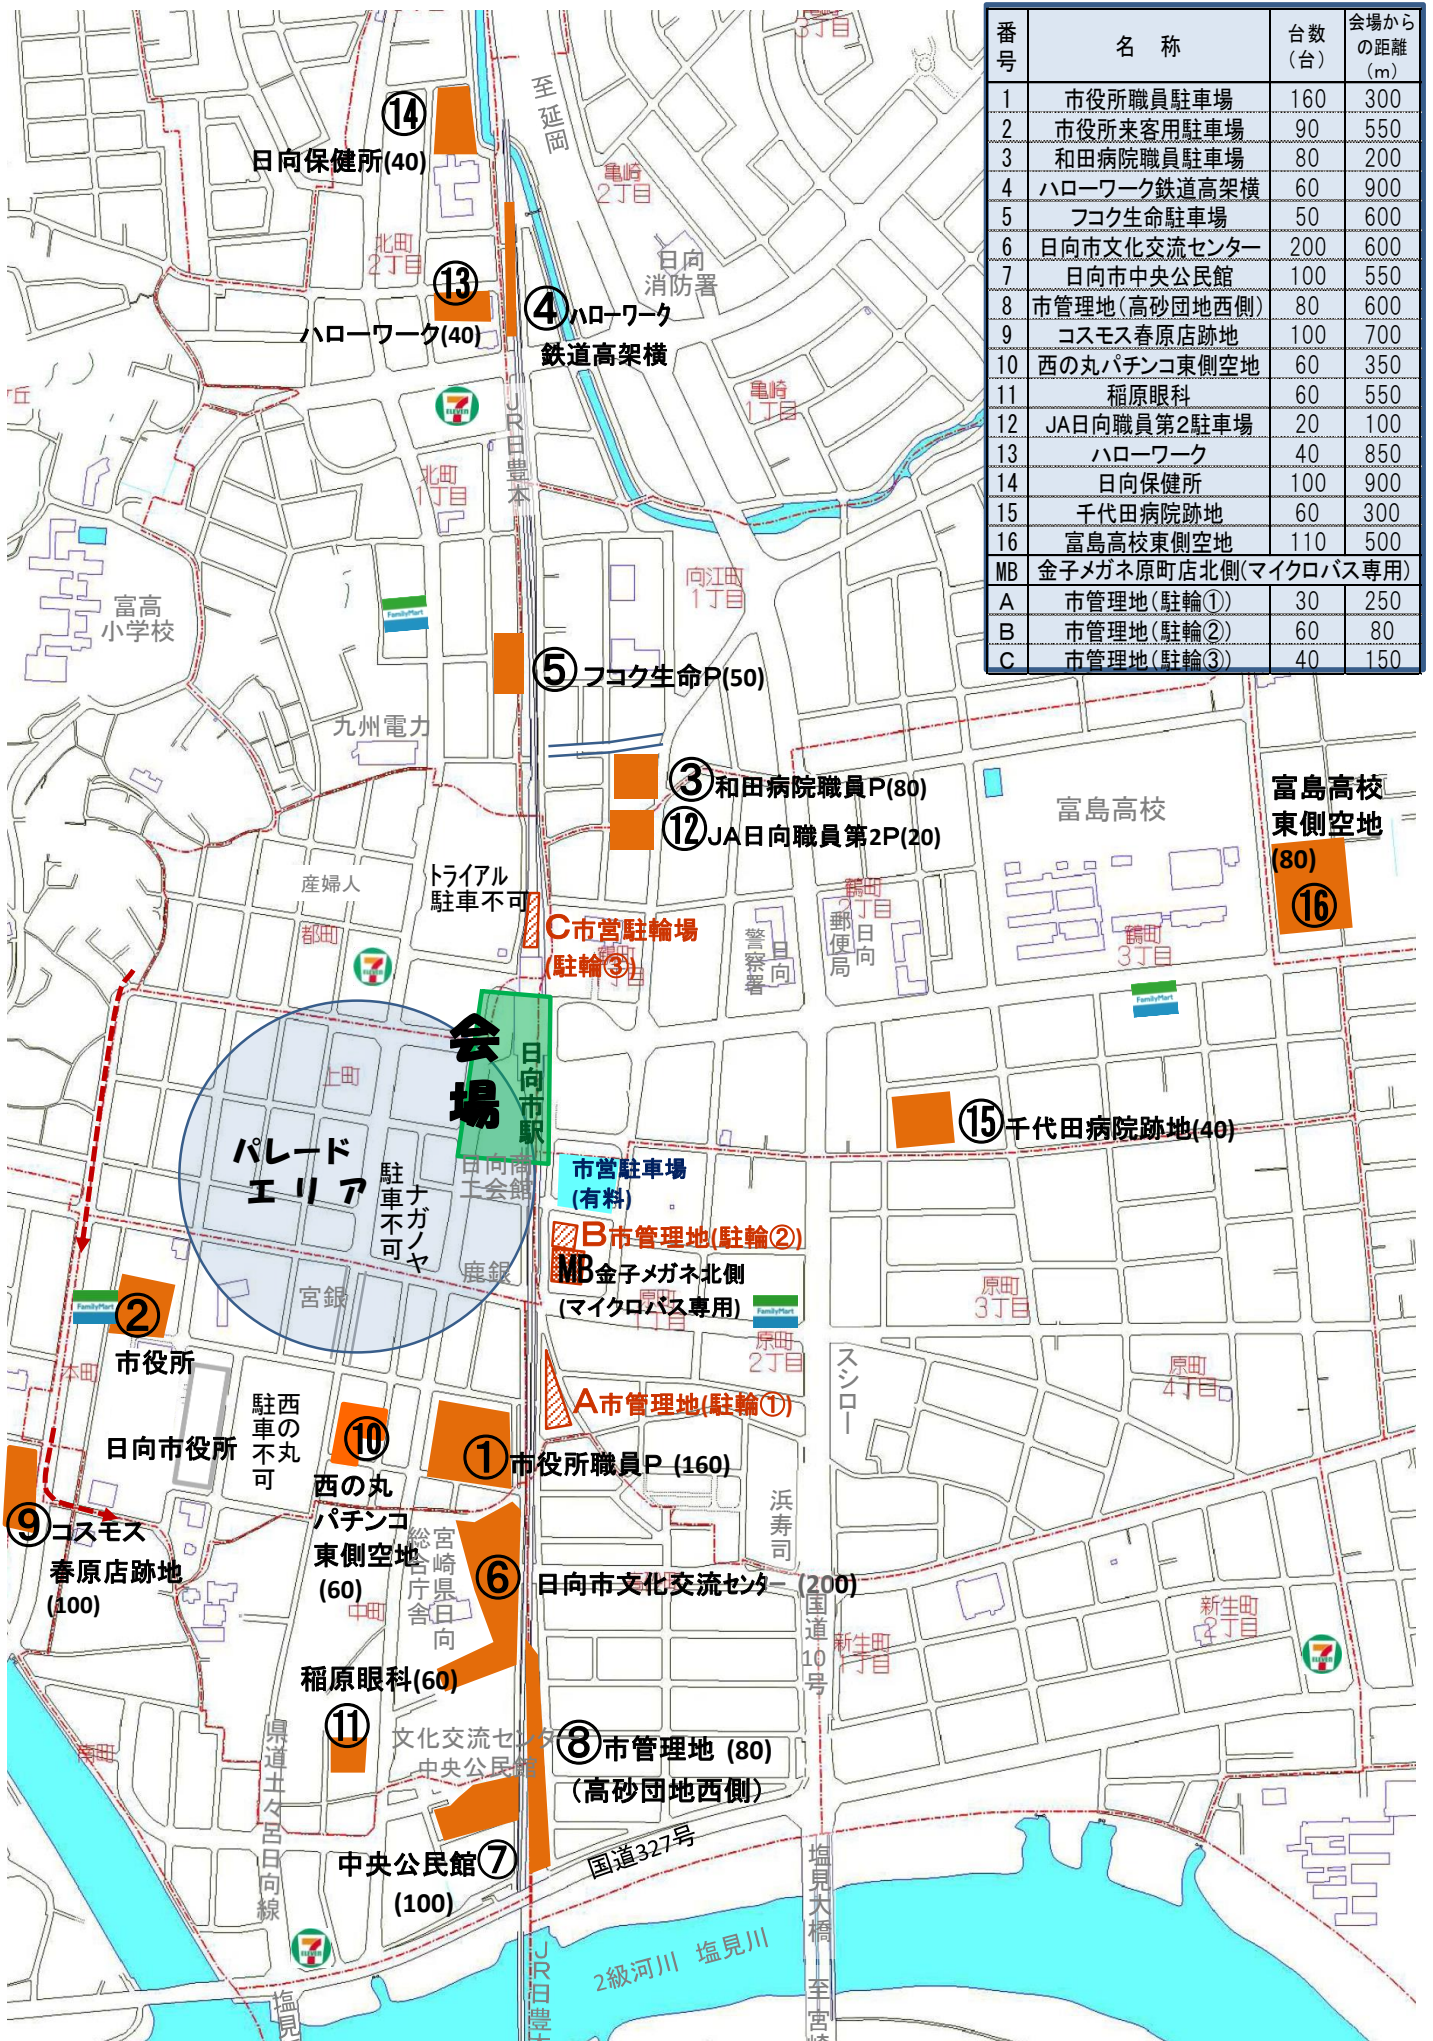 番号 名 称 台数(台) 会場からの距離(m)
1 市役所職員駐車場 160 300
2 市役所来客用駐車場 90 550
3 和田病院職員駐車場 80 200
4 ハローワーク鉄道高架横 60 900
5 フコク生命駐車場 50 600
6 日向市文化交流センター 200 600
7 日向市中央公民館 100 550
8 市管理地(高砂団地西側) 80 600
9 コスモス春原店跡地 100 700
10 西の丸パチンコ東側空地 60 350
11 稲原眼科 60 550
12 JA日向職員第2駐車場 20 100
13 ハローワーク 40 850
14 日向保健所 100 900
15 千代田病院跡地 60 300
16 富島高校東側空地 110 500
MB 金子メガネ原町店北側(マイクロバス専用)
A 市管理地(駐輪①) 30 250
B 市管理地(駐輪②) 60 80
C 市管理地(駐輪③) 40 150
3丁目
至延岡
⑭
日向保健所(40)
亀崎
2丁目
北町
2丁目
日向
消防署
⑬
ハローワーク(40)
④ハローワーク
鉄道高架横
亀崎
1丁目
丘
JR日豊本
北町
1丁目
富高
小学校
FamilyMart
向江町
1丁目
⑤フコク生命P(50)
九州電力
③和田病院職員P(80)
⑫JA日向職員第2P(20)
富島高校
富島高校
東側空地
(80)
⑯
産婦人
トライアル
駐車不可
都町
C市営駐輪場
(駐輪③)
鶴町
1丁目
鶴町
2丁目
日向
警察署
日向
郵便局
鶴町
3丁目
FamilyMart
会場
日向市駅
上町
パレード
エリア
ナガノヤ
駐車不可
日向商
工会館
市営駐車場
(有料)
⑮千代田病院跡地(40)
B市管理地(駐輪②)
MB金子メガネ北側
(マイクロバス専用)
原町
1丁目
FamilyMart
原町
2丁目
原町
3丁目
原町
4丁目
鹿銀
宮銀
FamilyMart
②
市役所
本町
スシロー
A市管理地(駐輪①)
西の丸
駐車不可
日向市役所
⑩
西の丸
パチンコ
東側空地
(60)
①市役所職員P (160)
⑨コスモス
春原店跡地
(100)
浜寿司
宮崎県日向
総合庁舎
⑥ 日向市文化交流センター (200)
中町
国道10号
新生町
1丁目
新生町
2丁目
稲原眼科(60)
⑪
文化交流センター
中央公民館
⑧市管理地 (80)
(高砂団地西側)
県道土々呂日向線
中央公民館⑦
(100)
国道327号
塩見大橋
至宮崎
2級河川 塩見川
JR日豊本
塩見